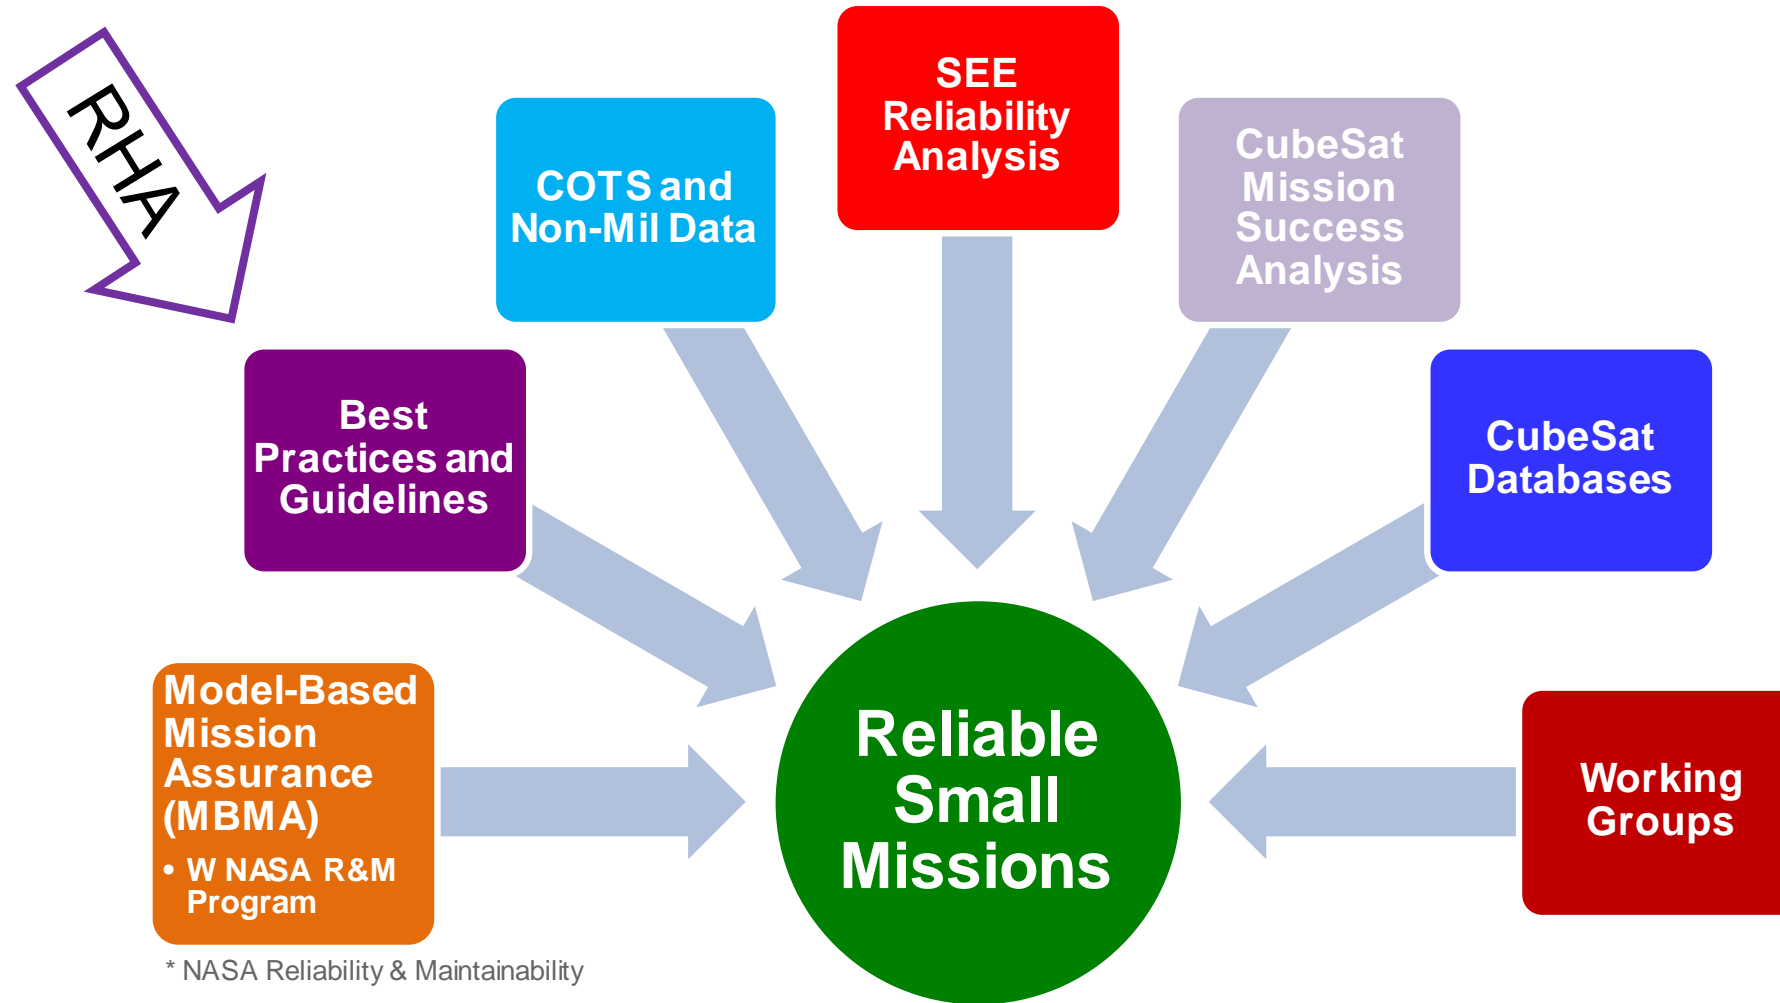 RHA
SEE
Reliability
Analysis
COTS and
Non-Mil Data
CubeSat
Mission
Success
Analysis
Best
Practices and
Guidelines
CubeSat
Databases
Model-Based
Mission
Assurance
(MBMA)
• W NASA R&M
Program
Reliable
Small
Missions
Working
Groups
* NASA Reliability & Maintainability